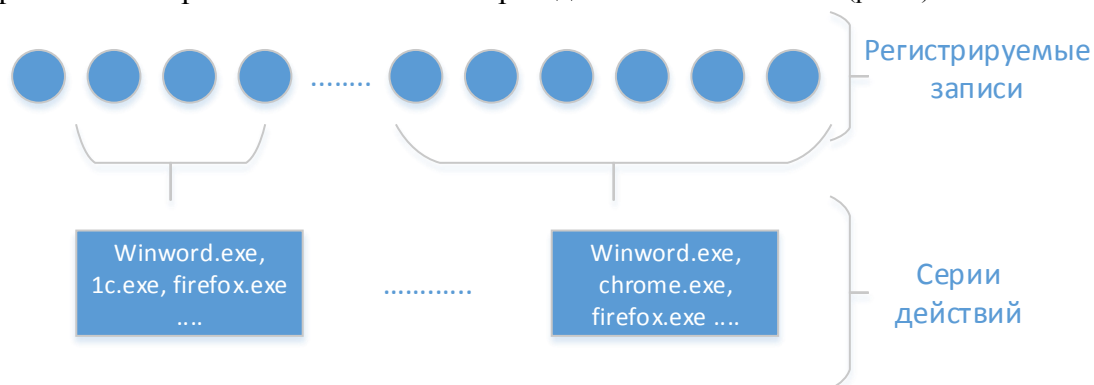 ........
Регистрируемые
записи
Winword.exe,
1c.exe, firefox.exe
....
............
Winword.exe,
chrome.exe,
firefox.exe ....
Серии
действий